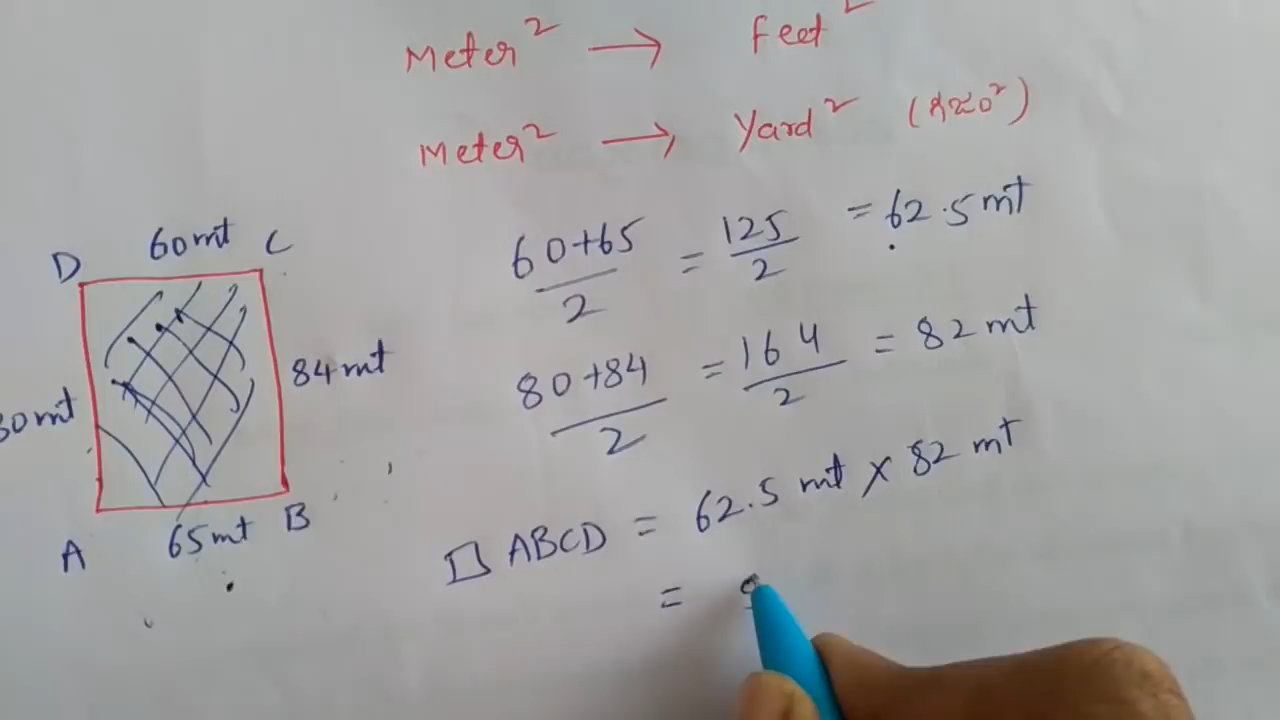 Meter² → Feet²
Meter² → Yard²
60mt
D C
60+65 / 2 = 125 / 2 = 62.5 mt
84mt
80+84 / 2 = 164 / 2 = 82 mt
65mt
A B
□ ABCD = 62.5 mt × 82 mt
=